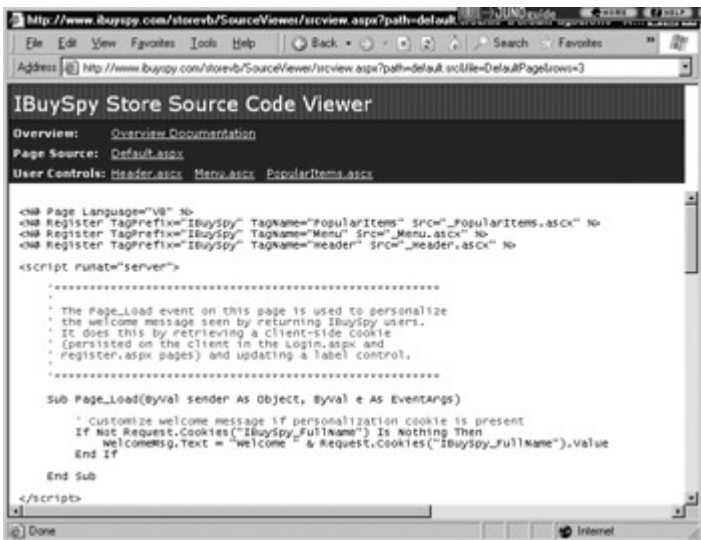 http://www.ibuyspy.com/storevb/SourceViewer/srcview.aspx?path=default.
File Edit View Favorites Tools Help Back Search Favorites »
Address http://www.ibuyspy.com/storevb/SourceViewer/srcview.aspx?path=default.src&file=DefaultPage&rows=3
IBuySpy Store Source Code Viewer
Overview: Overview Documentation
Page Source: Default.aspx
User Controls: Header.ascx Menu.ascx PopularItems.ascx
<%@ Page Language="VB" %>
<%@ Register TagPrefix="IBuySpy" TagName="PopularItems" Src="_PopularItems.ascx" %>
<%@ Register TagPrefix="IBuySpy" TagName="Menu" Src="_Menu.ascx" %>
<%@ Register TagPrefix="IBuySpy" TagName="Header" Src="_Header.ascx" %>
<script runat="server">
'*******************************************************
'
' The Page_Load event on this page is used to personalize
' the welcome message seen by returning IBuySpy users.
' It does this by retrieving a client-side cookie
' (persisted on the client in the Login.aspx and
' register.aspx pages) and updating a label control.
'
'*******************************************************
Sub Page_Load(ByVal sender As Object, ByVal e As EventArgs)
' Customize welcome message if personalization cookie is present
If Not Request.Cookies("IBuySpy_FullName") Is Nothing Then
WelcomeMsg.Text = "Welcome " & Request.Cookies("IBuySpy_FullName").Value
End If
End Sub
</script>
Done Internet